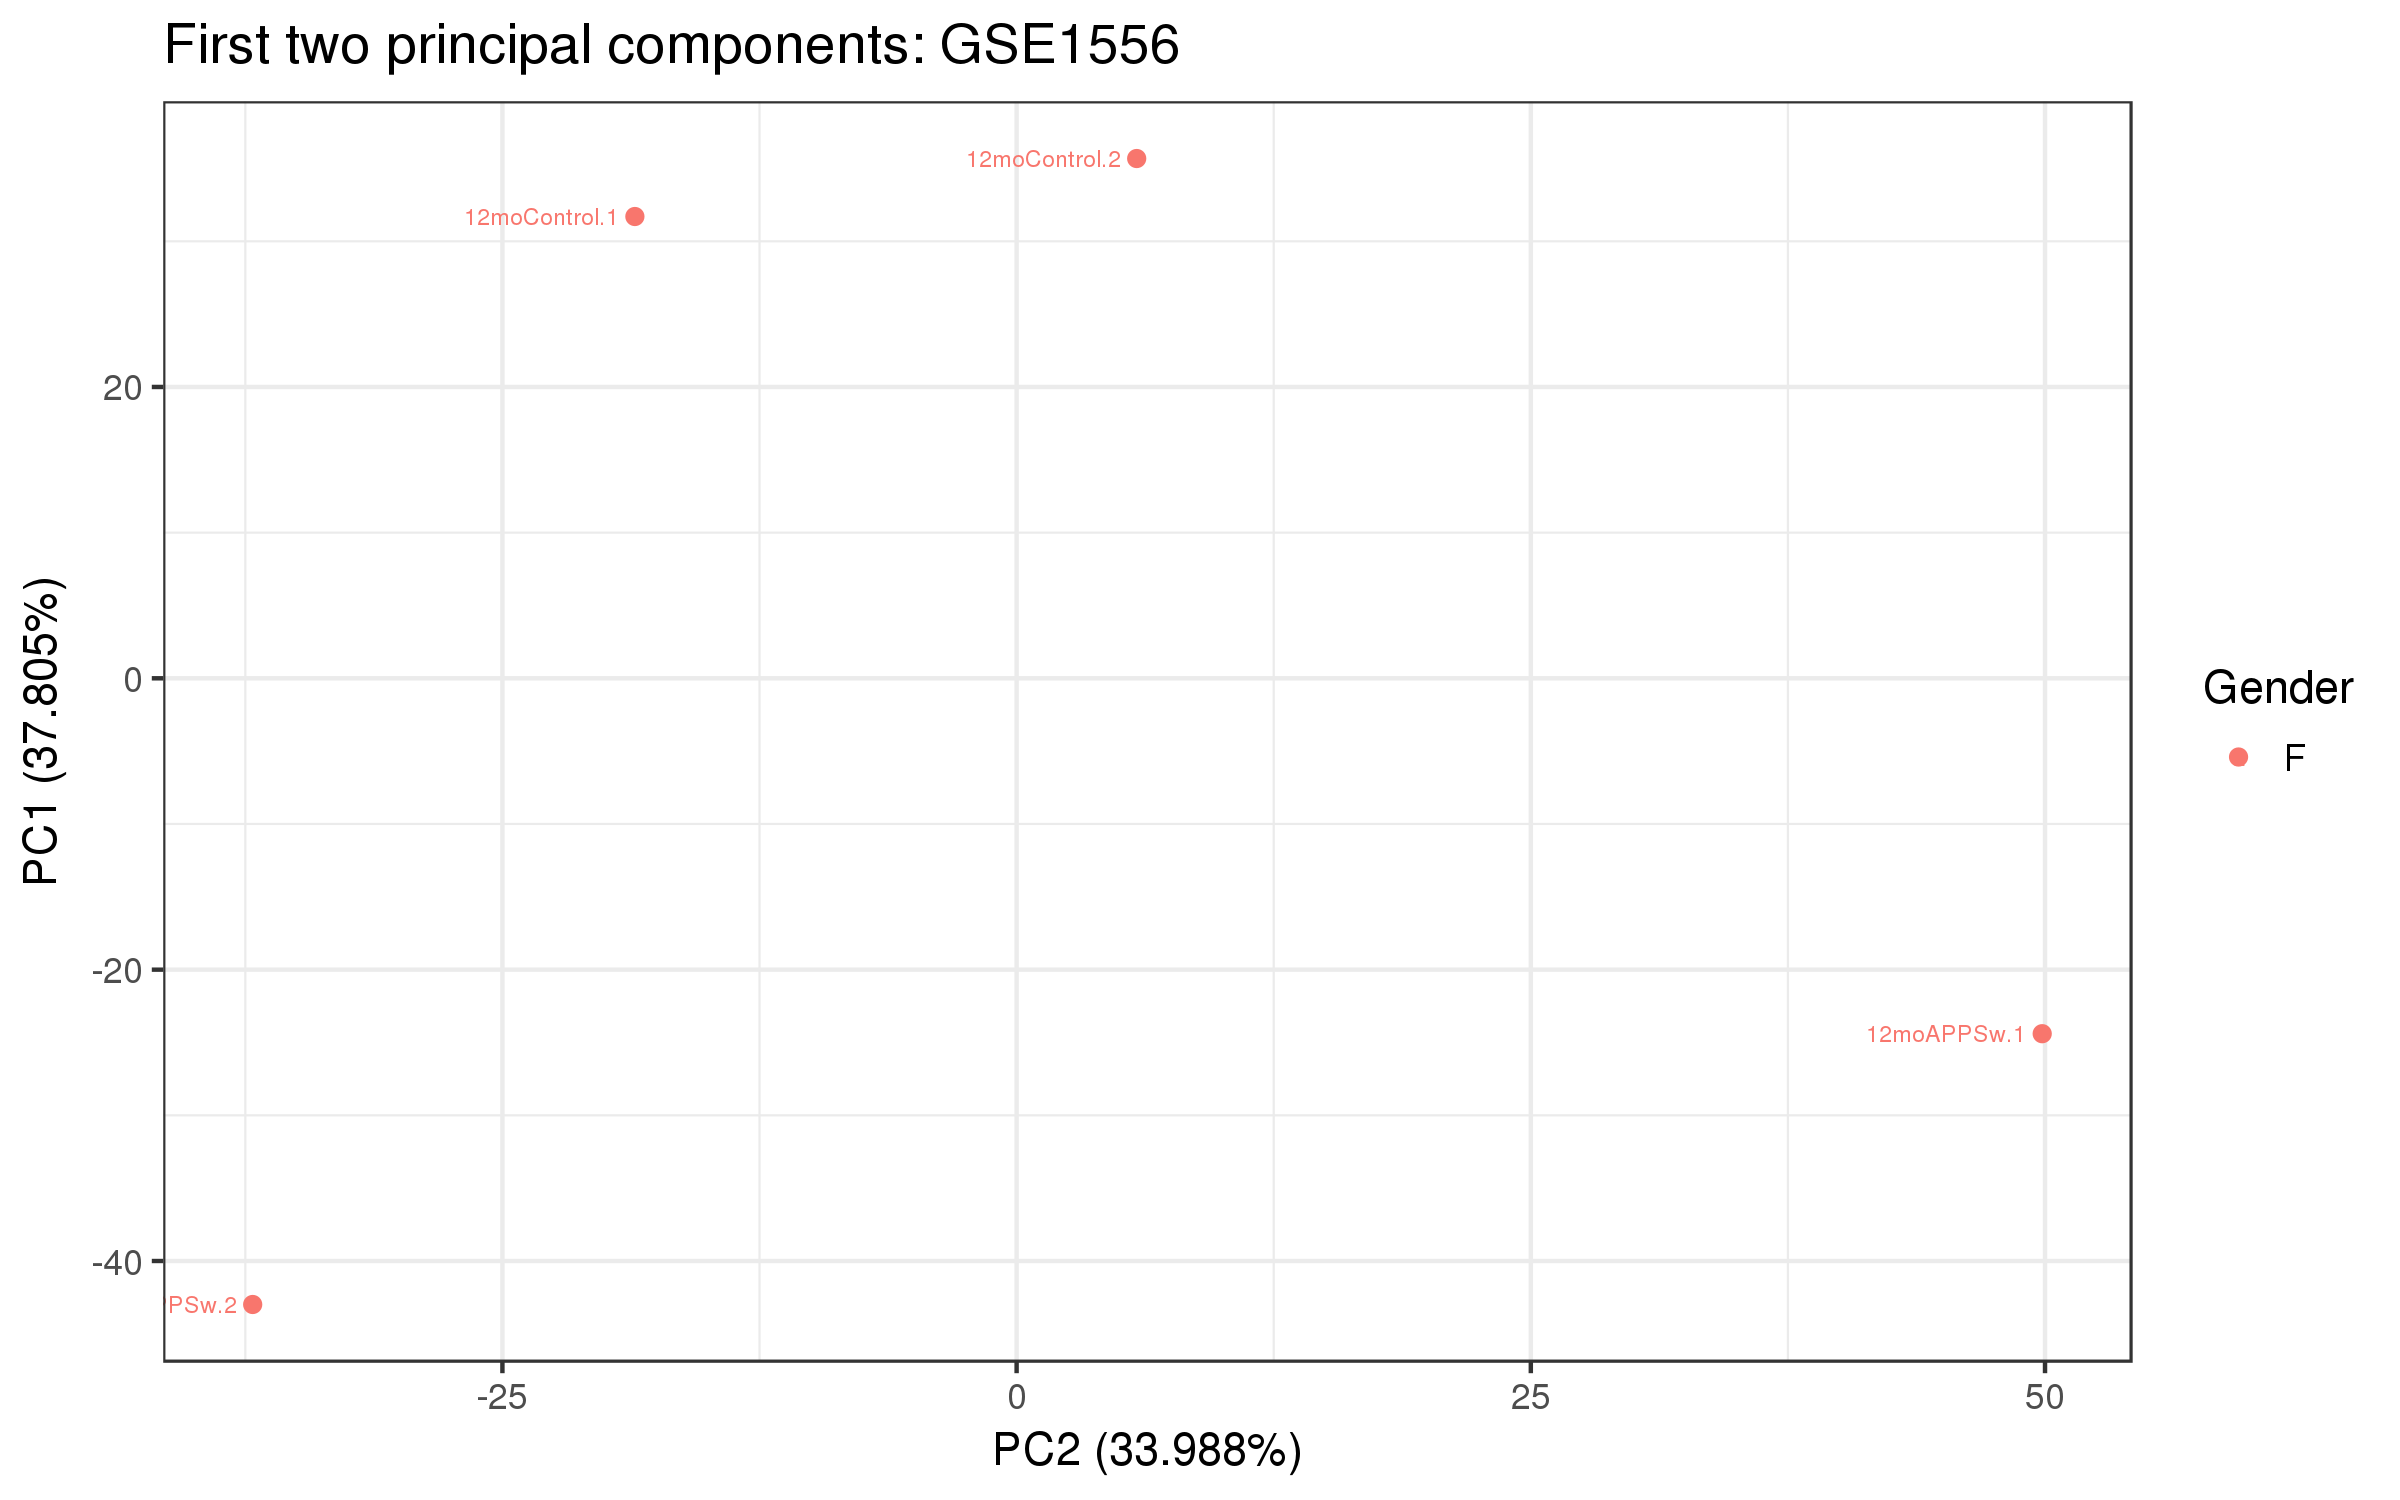 First two principal components: GSE1556
12moControl.2
12moControl.1
20
0
-20
-40
PC1 (37.805%)
12moAPPSw.1
PSw.2
-25
0
25
50
PC2 (33.988%)
Gender
F